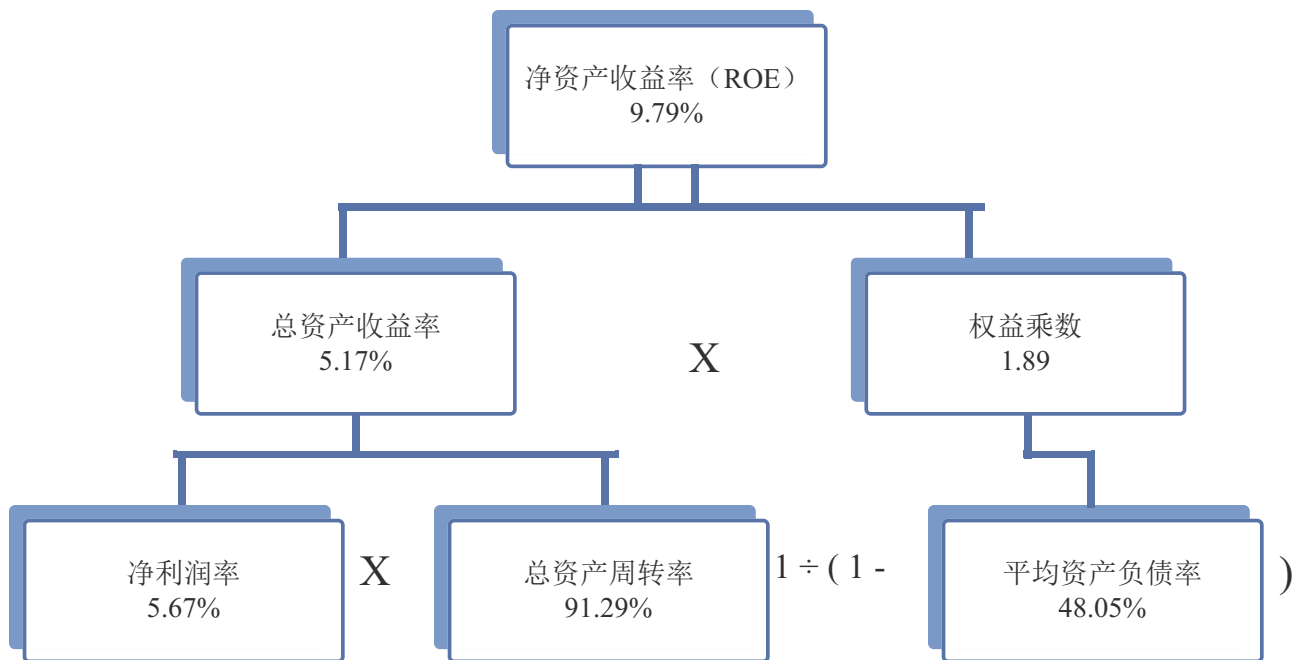 净资产收益率（ROE）
9.79%
总资产收益率
5.17%
X
权益乘数
1.89
净利润率
5.67%
X
总资产周转率
91.29%
1 ÷ ( 1 -
平均资产负债率
48.05%
)